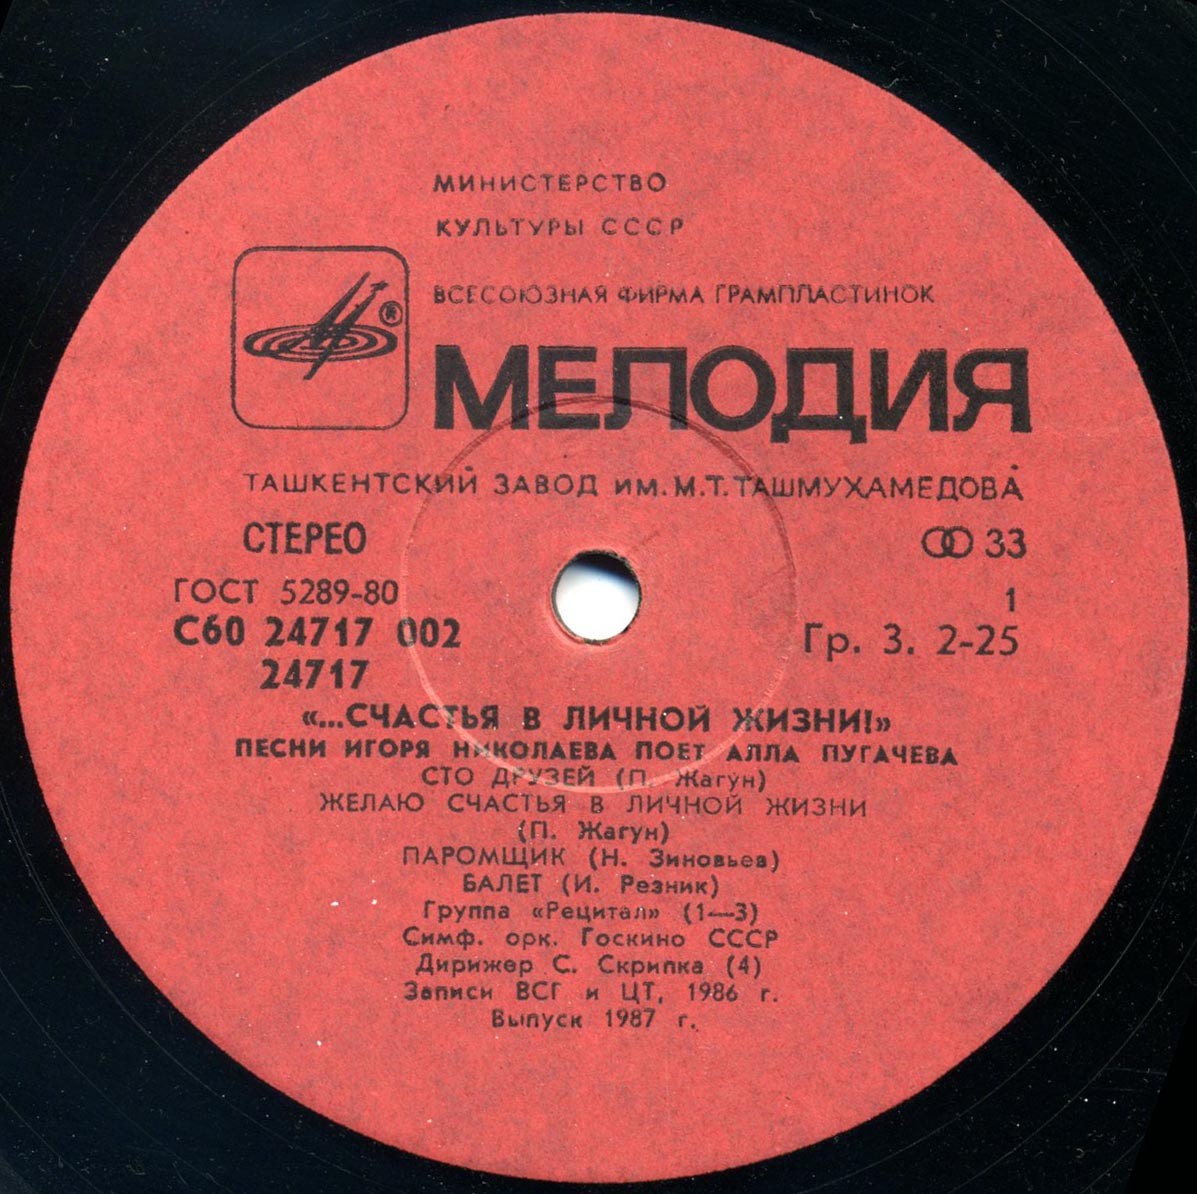 МИНИСТЕРСТВО
КУЛЬТУРЫ СССР
ВСЕСОЮЗНАЯ ФИРМА ГРАМПЛАСТИНОК
®
МЕЛОДИЯ
ТАШКЕНТСКИЙ ЗАВОД ИМ. М.Т. ТАШМУХАМЕДОВА
СТЕРЕО 33
ГОСТ 5289-80 1
С60 24717 002 Гр. 3. 2-25
24717
«...СЧАСТЬЯ В ЛИЧНОЙ ЖИЗНИ!»
ПЕСНИ ИГОРЯ НИКОЛАЕВА ПОЕТ АЛЛА ПУГАЧЕВА
СТО ДРУЗЕЙ (П. Жагун)
ЖЕЛАЮ СЧАСТЬЯ В ЛИЧНОЙ ЖИЗНИ
(П. Жагун)
ПАРОМЩИК (Н. Зиновьев)
БАЛЕТ (И. Резник)
Группа «Рецитал» (1—3)
Симф. орк. Госкино СССР
Дирижер С. Скрипка (4)
Записи ВСГ и ЦТ, 1986 г.
Выпуск 1987 г.